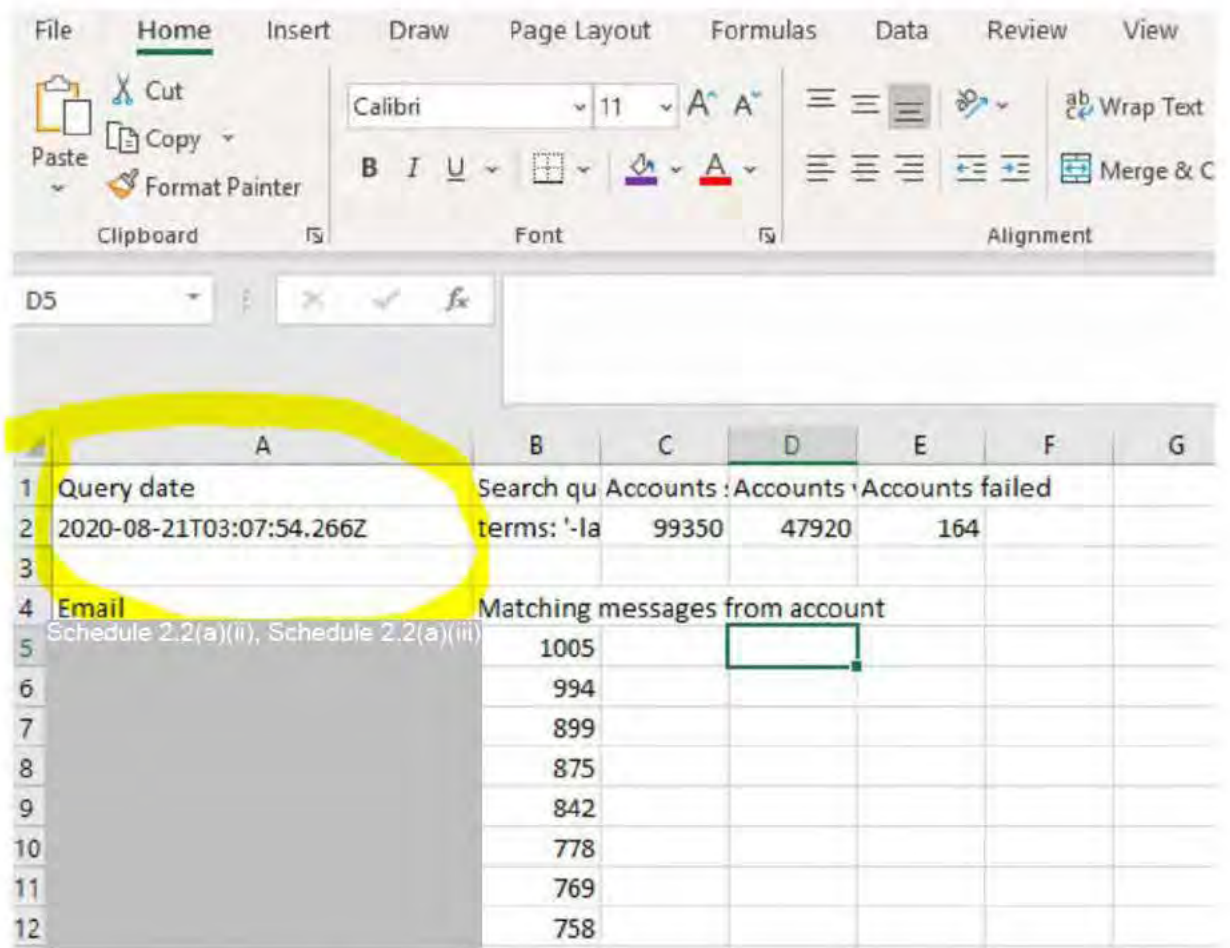 File Home Insert Draw Page Layout Formulas Data Review View
Cut
Calibri 11 A A ab Wrap Text
Copy
Paste
B I U A Merge & C
Format Painter
Clipboard Font Alignment
D5 fx
A B C D E F G
1 Query date Search qu Accounts Accounts Accounts failed
2 2020-08-21T03:07:54.266Z terms: '-la 99350 47920 164
3
4 Email Matching messages from account
Schedule 2.2(a)(ii), Schedule 2.2(a)(iii)
5 1005
6 994
7 899
8 875
9 842
10 778
11 769
12 758